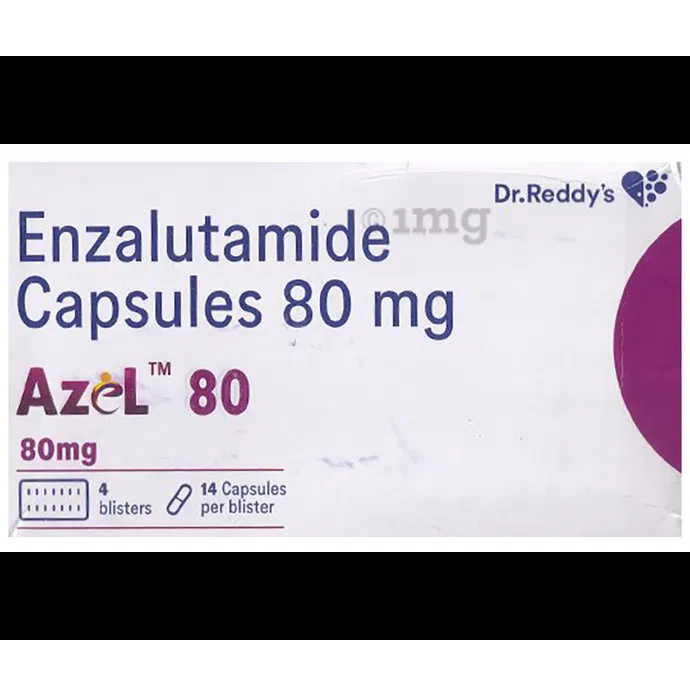 Dr.Reddy's
©1mg
Enzalutamide
Capsules 80 mg
Azel™ 80
80mg
4
blisters
14 Capsules
per blister